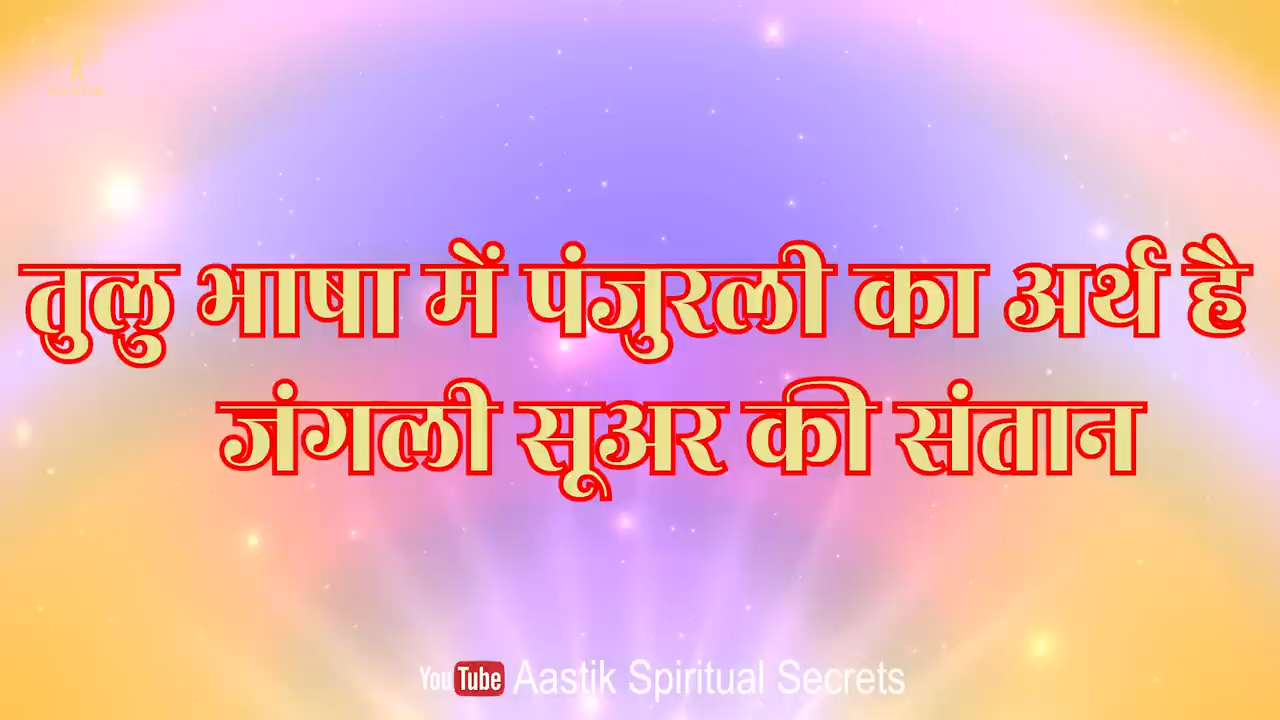 तुलु भाषा में पंजुरली का अर्थ है
जंगली सूअर की संतान
YouTube Aastik Spiritual Secrets